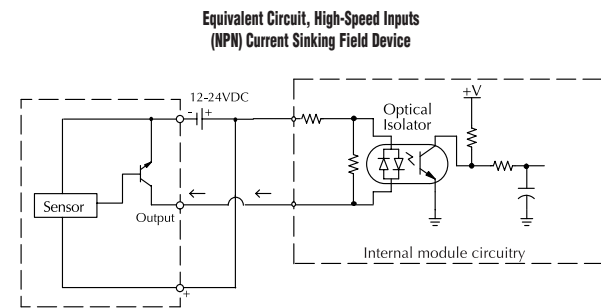 Equivalent Circuit, High-Speed Inputs
(NPN) Current Sinking Field Device
12-24VDC
- +
+V
Optical
Isolator
Sensor
Output
+
Internal module circuitry